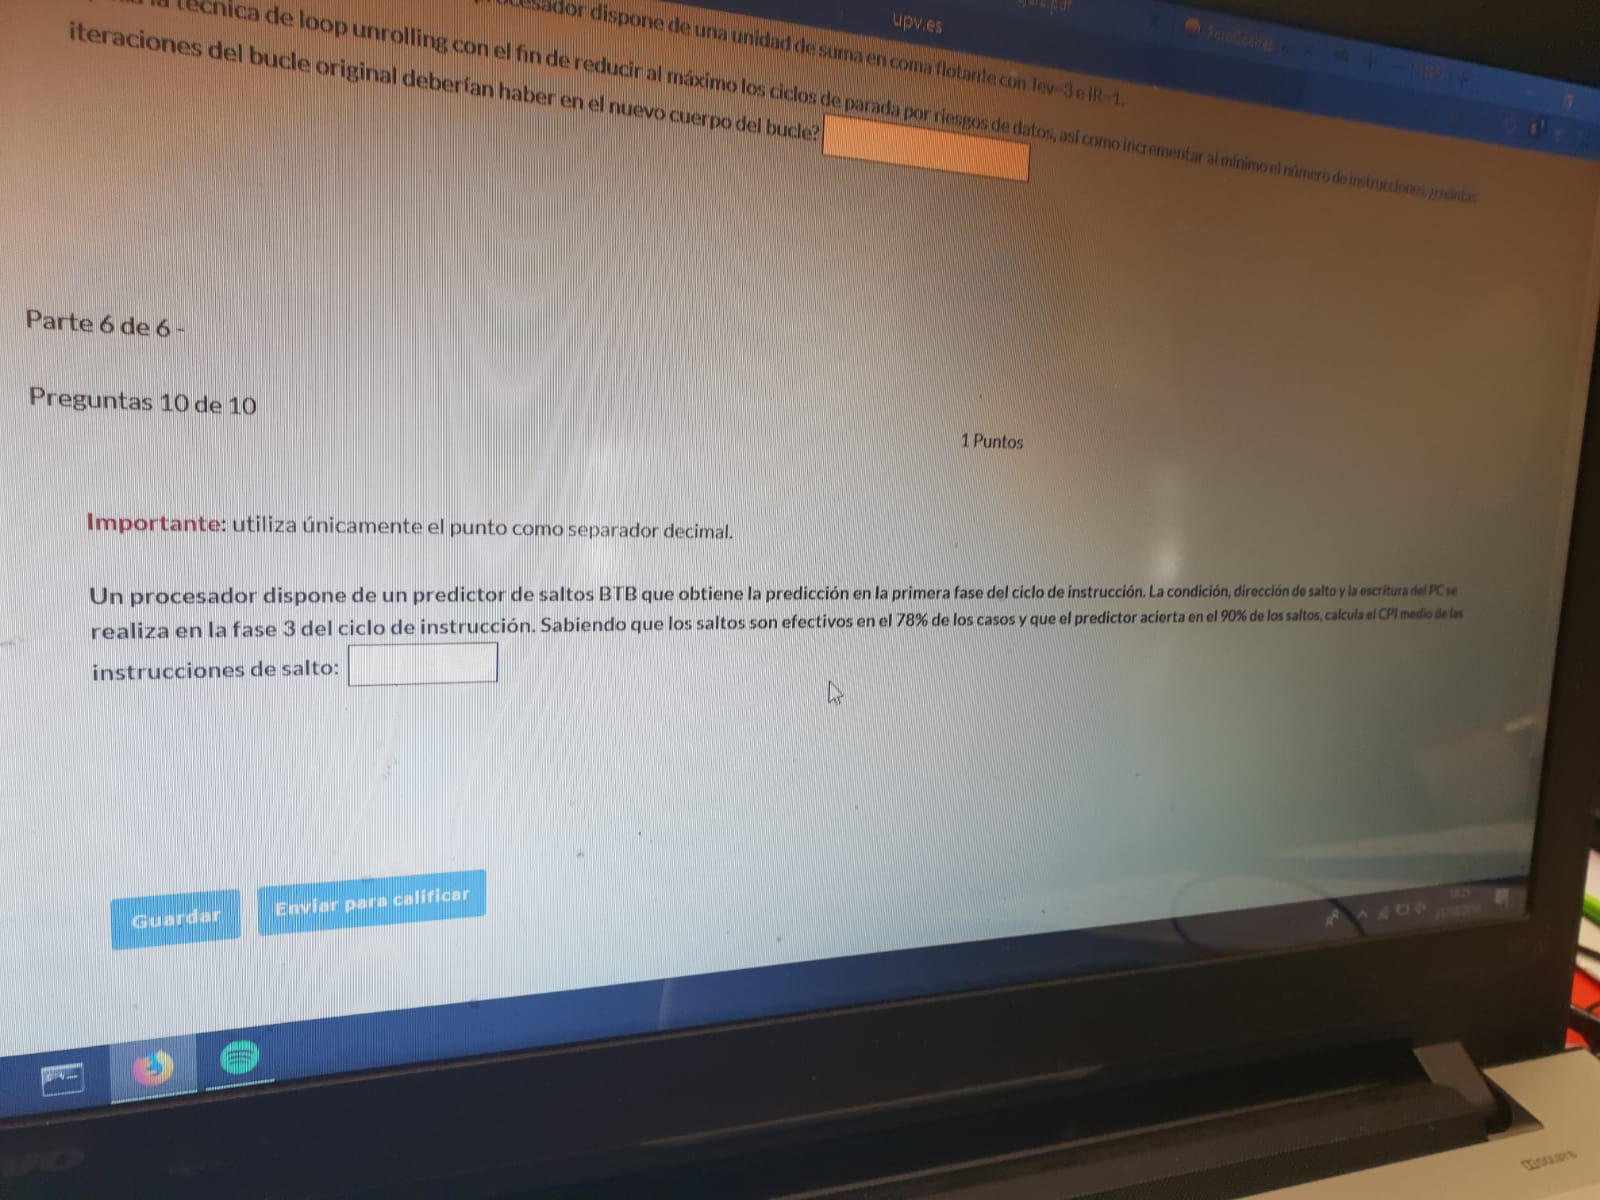 upv.es
procesador dispone de una unidad de suma en coma flotante con Tev=3 e IR=1.
la técnica de loop unrolling con el fin de reducir al máximo los ciclos de parada por riesgos de datos, así como incrementar al mínimo el número de instrucciones, ¿cuántas
iteraciones del bucle original deberían haber en el nuevo cuerpo del bucle?
Parte 6 de 6 -
Preguntas 10 de 10
1 Puntos
Importante: utiliza únicamente el punto como separador decimal.
Un procesador dispone de un predictor de saltos BTB que obtiene la predicción en la primera fase del ciclo de instrucción. La condición, dirección de salto y la escritura del PC se
realiza en la fase 3 del ciclo de instrucción. Sabiendo que los saltos son efectivos en el 78% de los casos y que el predictor acierta en el 90% de los saltos, calcula el CPI medio de las
instrucciones de salto:
Guardar
Enviar para calificar